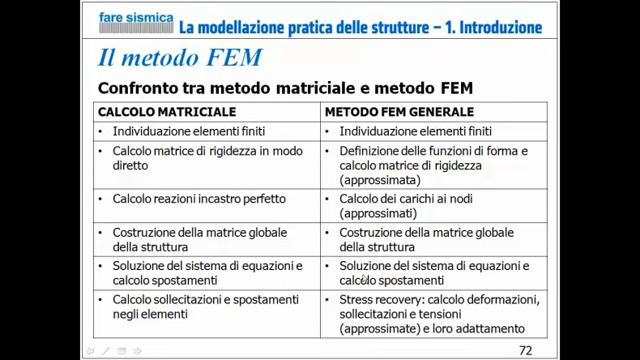 fare sismica
La modellazione pratica delle strutture – 1. Introduzione
Il metodo FEM
Confronto tra metodo matriciale e metodo FEM
CALCOLO MATRICIALE
METODO FEM GENERALE
• Individuazione elementi finiti
• Individuazione elementi finiti
• Calcolo matrice di rigidezza in modo
diretto
• Definizione delle funzioni di forma e
calcolo matrice di rigidezza
(approssimata)
• Calcolo reazioni incastro perfetto
• Calcolo dei carichi ai nodi
(approssimati)
• Costruzione della matrice globale
della struttura
• Costruzione della matrice globale
della struttura
• Soluzione del sistema di equazioni e
calcolo spostamenti
• Soluzione del sistema di equazioni e
calcolo spostamenti
• Calcolo sollecitazioni e spostamenti
negli elementi
• Stress recovery: calcolo deformazioni,
sollecitazioni e tensioni
(approssimate) e loro adattamento
72